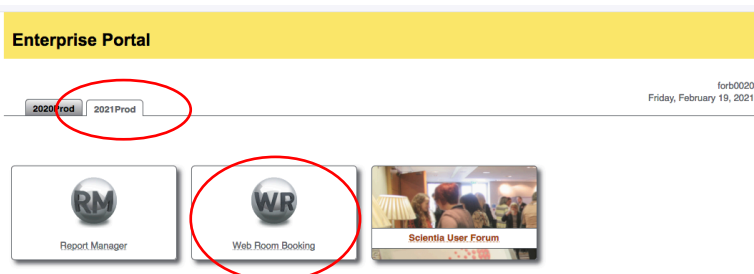 Enterprise Portal
forb0020
Friday, February 19, 2021
2020Prod 2021Prod
RM
WR
Report Manager
Web Room Booking
Scientia User Forum